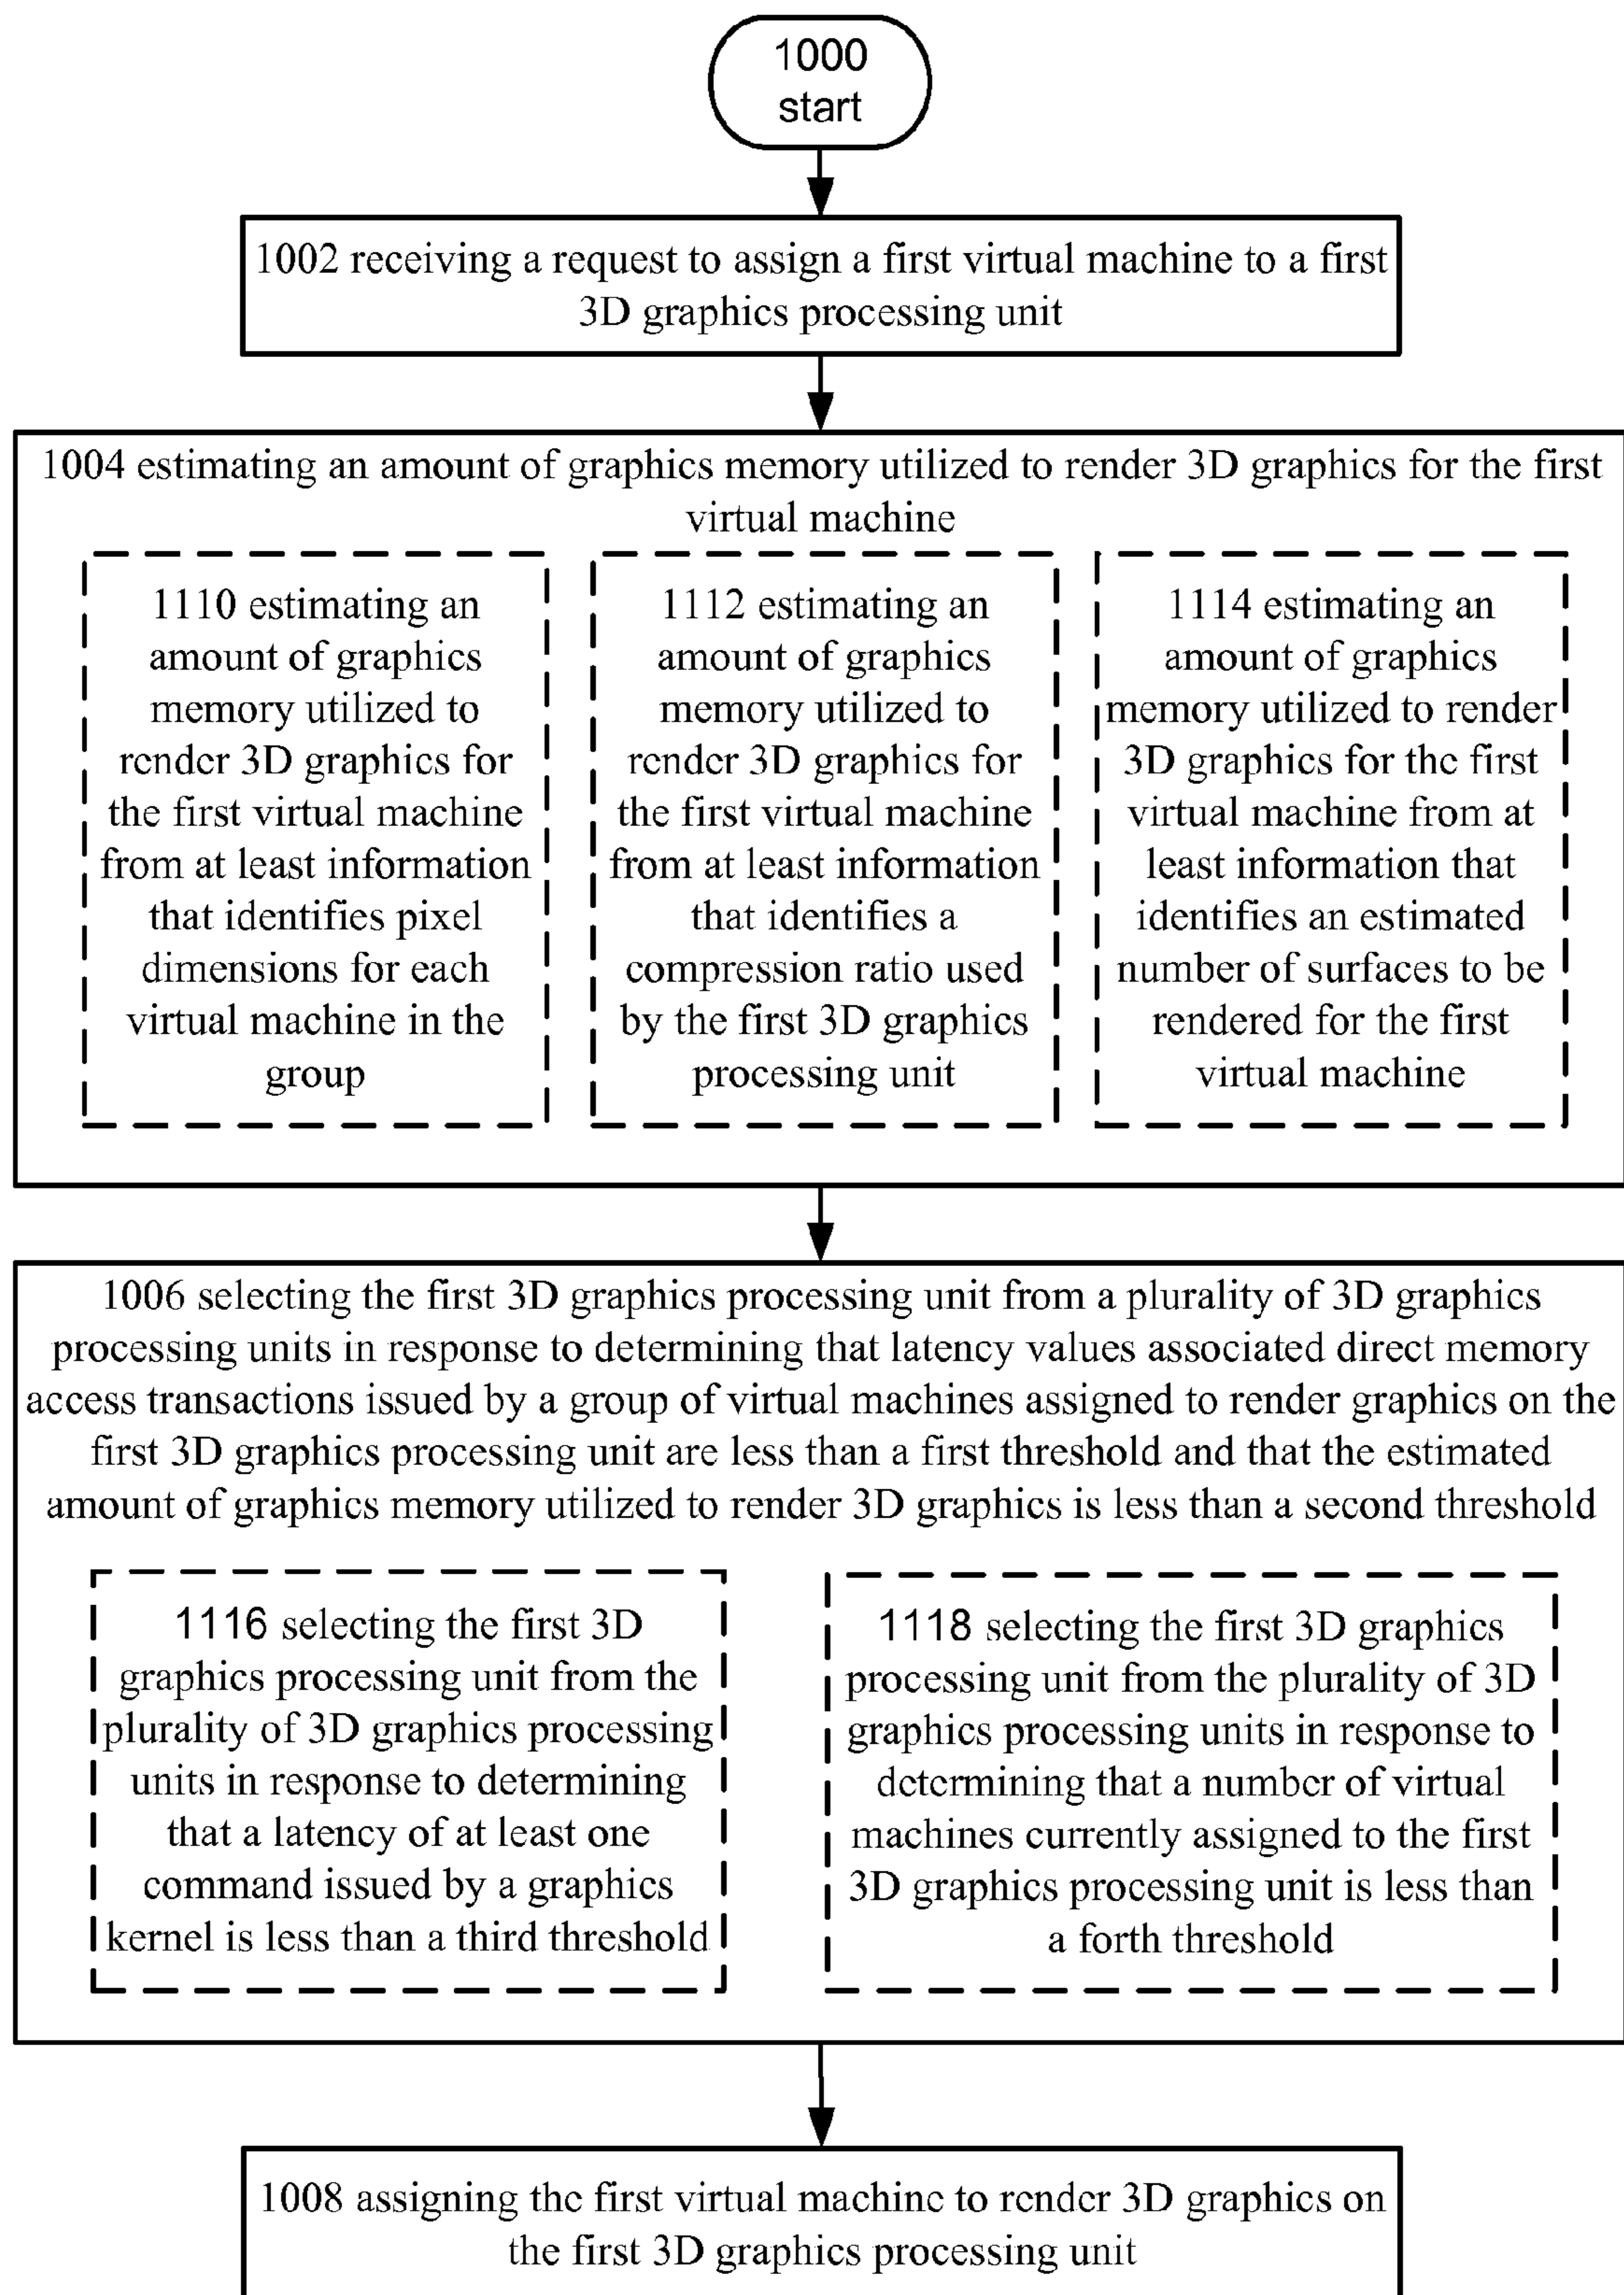 1000
start
1002 receiving a request to assign a first virtual machine to a first
3D graphics processing unit
1004 estimating an amount of graphics memory utilized to render 3D graphics for the first
virtual machine
1110 estimating an
amount of graphics
memory utilized to
render 3D graphics for
the first virtual machine
from at least information
that identifies pixel
dimensions for each
virtual machine in the
group
1112 estimating an
amount of graphics
memory utilized to
render 3D graphics for
the first virtual machine
from at least information
that identifies a
compression ratio used
by the first 3D graphics
processing unit
1114 estimating an
amount of graphics
memory utilized to render
3D graphics for the first
virtual machine from at
least information that
identifies an estimated
number of surfaces to be
rendered for the first
virtual machine
1006 selecting the first 3D graphics processing unit from a plurality of 3D graphics
processing units in response to determining that latency values associated direct memory
access transactions issued by a group of virtual machines assigned to render graphics on the
first 3D graphics processing unit are less than a first threshold and that the estimated
amount of graphics memory utilized to render 3D graphics is less than a second threshold
1116 selecting the first 3D
graphics processing unit from the
plurality of 3D graphics processing
units in response to determining
that a latency of at least one
command issued by a graphics
kernel is less than a third threshold
1118 selecting the first 3D graphics
processing unit from the plurality of 3D
graphics processing units in response to
determining that a number of virtual
machines currently assigned to the first
3D graphics processing unit is less than
a forth threshold
1008 assigning the first virtual machine to render 3D graphics on
the first 3D graphics processing unit